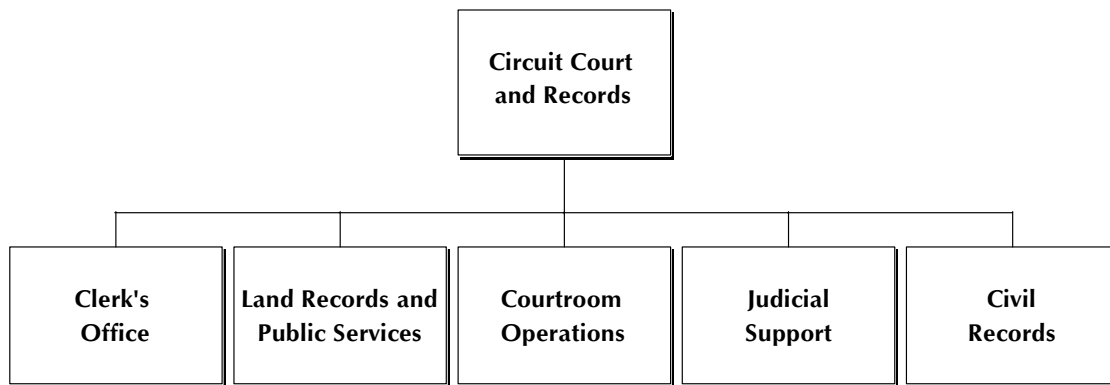 Circuit Court
and Records
Clerk's
Office
Land Records and
Public Services
Courtroom
Operations
Judicial
Support
Civil
Records